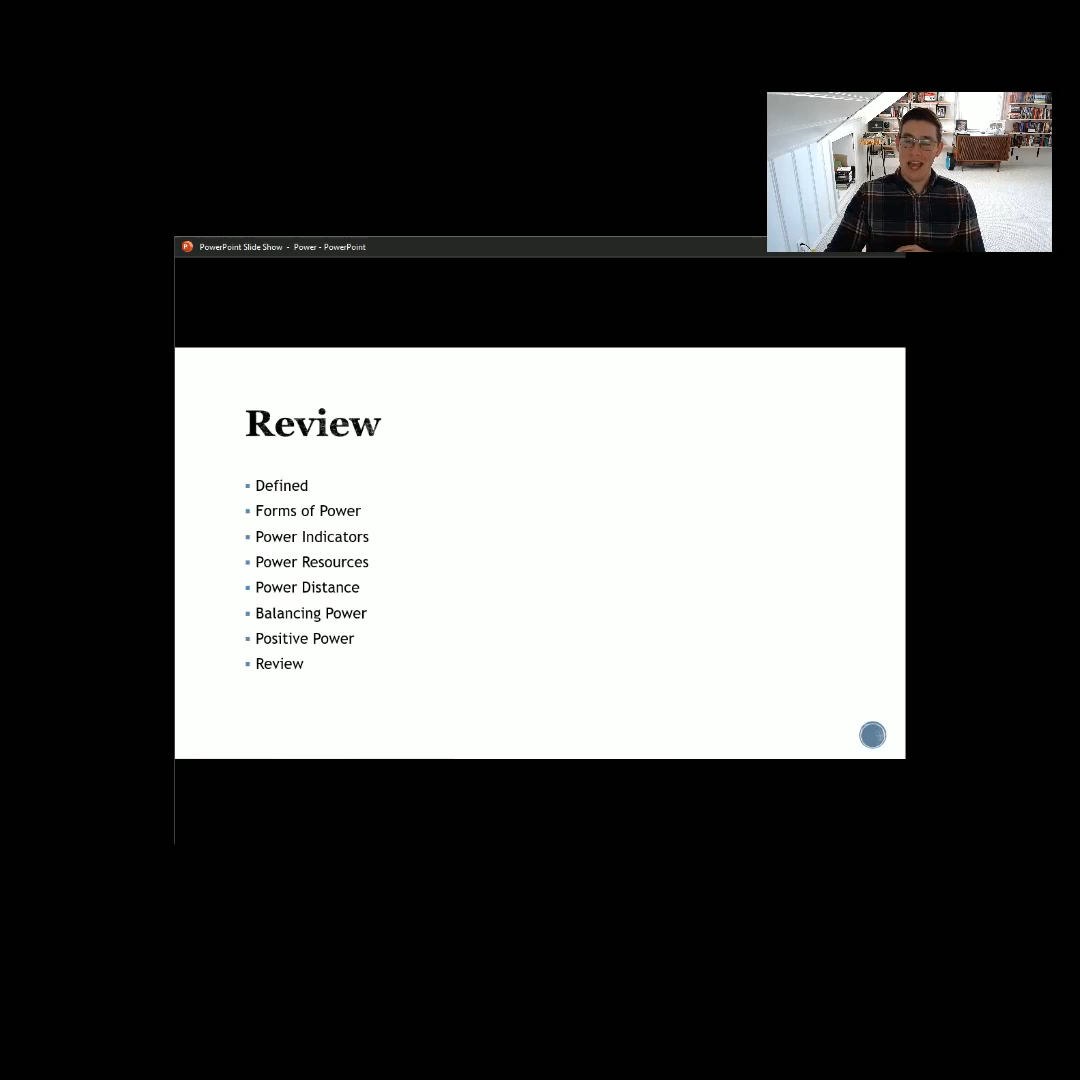 PowerPoint Slide Show - Power - PowerPoint
Review
Defined
Forms of Power
Power Indicators
Power Resources
Power Distance
Balancing Power
Positive Power
Review